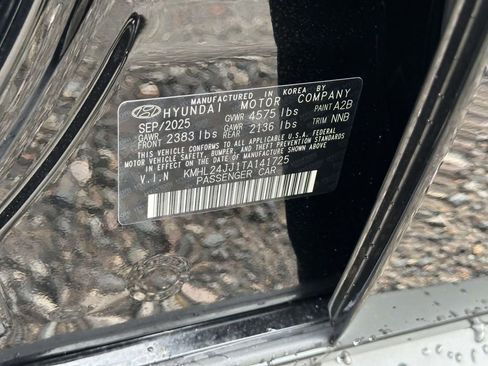 MANUFACTURED IN KOREA BY
HYUNDAI MOTOR COMPANY
SEP/2025 GVWR 4575 lbs PAINT A2B
GAWR FRONT 2383 lbs GAWR REAR 2136 lbs TRIM NNB
THIS VEHICLE CONFORMS TO ALL APPLICABLE U.S.A. FEDERAL
MOTOR VEHICLE SAFETY, BUMPER, AND THEFT PREVENTION STANDARDS
IN EFFECT ON THE DATE OF MANUFACTURE SHOWN ABOVE.
V.I.N KMHL24JJ1TA141725
PASSENGER CAR